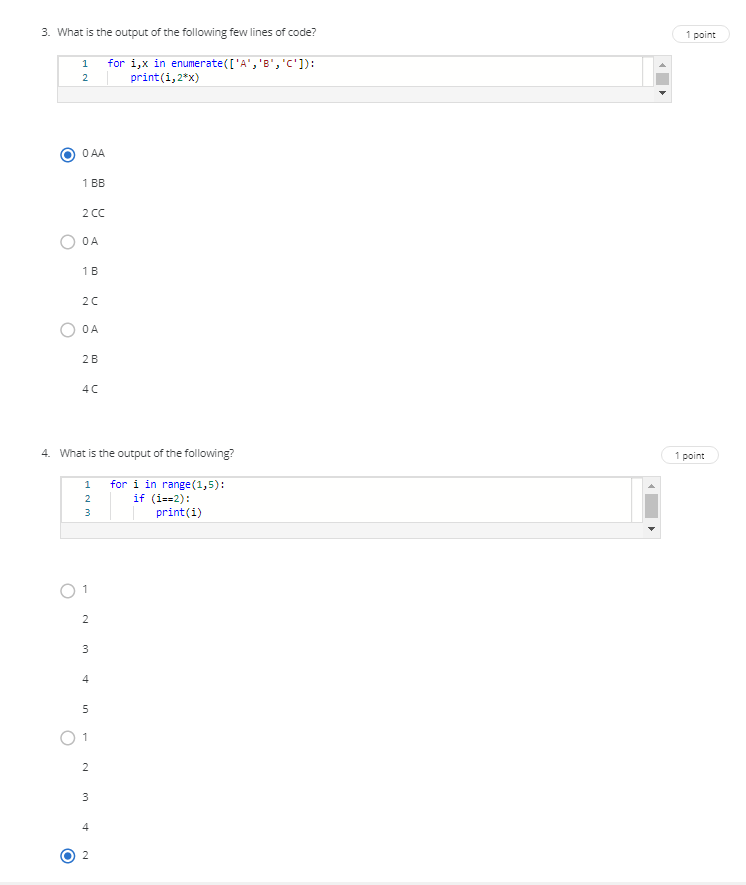 3. What is the output of the following few lines of code?
1 point
1 for i,x in enumerate(['A','B','C']):
2 print(i,2*x)
0 AA
1 BB
2 CC
0 A
1 B
2 C
0 A
2 B
4 C
4. What is the output of the following?
1 point
1 for i in range(1,5):
2 if (i==2):
3 print(i)
1
2
3
4
5
1
2
3
4
2